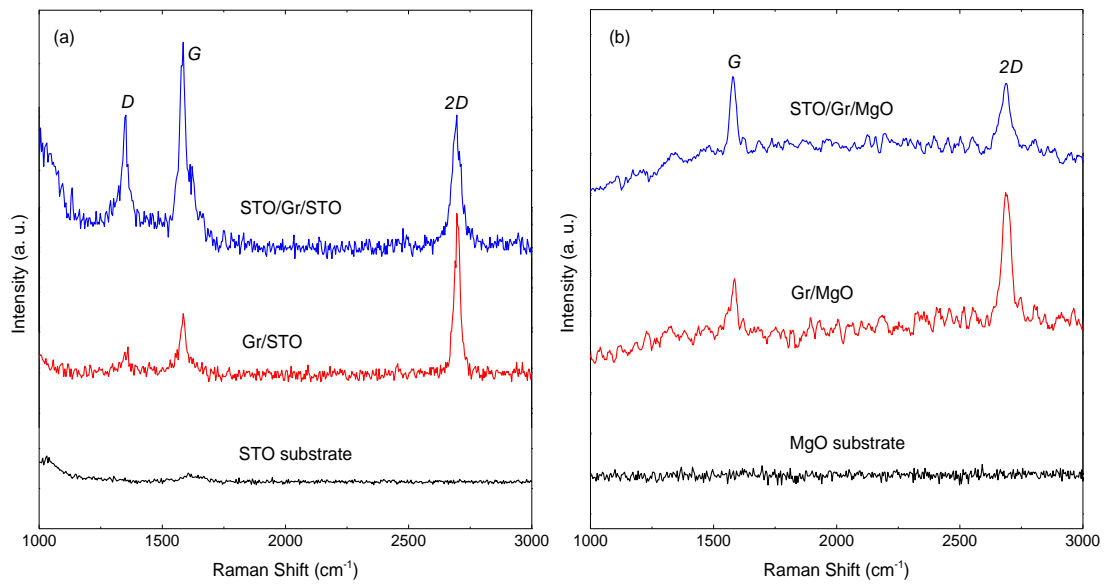 (a)
G
D
2D
STO/Gr/STO
Gr/STO
STO substrate
Intensity (a. u.)
1000 1500 2000 2500 3000
Raman Shift (cm⁻¹)
(b)
G
2D
STO/Gr/MgO
Gr/MgO
MgO substrate
Intensity (a. u.)
1000 1500 2000 2500 3000
Raman Shift (cm⁻¹)